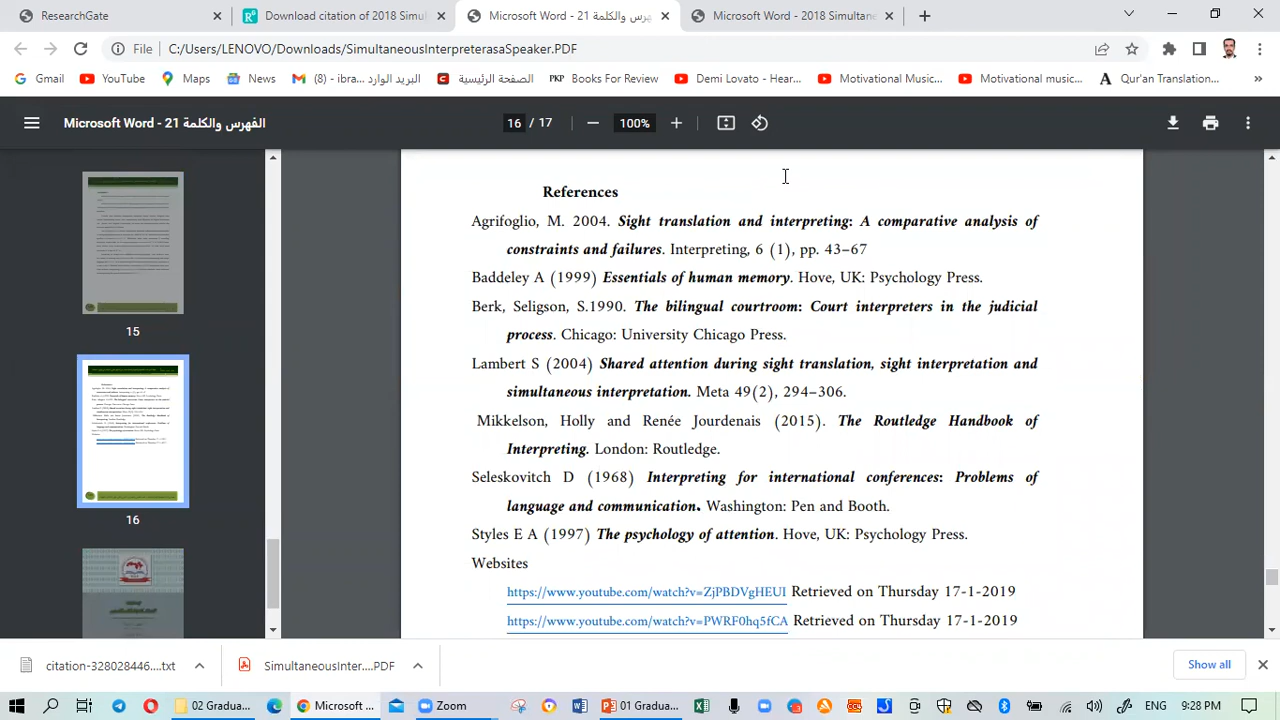 ResearchGate
Download citation of 2018 Simul
Microsoft Word - 21 هرس والكلمة
Microsoft Word - 2018 Simultane
File
C:/Users/LENOVO/Downloads/SimultaneousInterpreterasaSpeaker.PDF
Gmail
YouTube
Maps
News
(8) - ibra... البريد الوارد
الصفحة الرئيسية
PKP
Books For Review
Demi Lovato - Hear...
Motivational Music...
Motivational music...
Qur'an Translation...
»
Microsoft Word - 21 الفهرس والكلمة
16 / 17
100%
15
16
References
Agrifoglio, M. 2004 Sight translation and interpreting: A comparative analysis of
constraints and failures. Interpreting, 6 (1), pp. 43–67
Baddeley A (1999) Essentials of human memory. Hove, UK: Psychology Press.
Berk, Seligson, S.1990. The bilingual courtroom: Court interpreters in the judicial
process. Chicago: University Chicago Press.
Lambert S (2004) Shared attention during sight translation, sight interpretation and
simultaneous interpretation. Meta 49(2), 294–306.
Mikkelson, Holly and Renée Jourdenais (2015). The Routledge Handbook of
Interpreting. London: Routledge.
Seleskovitch D (1968) Interpreting for international conferences: Problems of
language and communication. Washington: Pen and Booth.
Styles E A (1997) The psychology of attention. Hove, UK: Psychology Press.
Websites
https://www.youtube.com/watch?v=ZjPBDVgHEUI Retrieved on Thursday 17-1-2019
https://www.youtube.com/watch?v=PWRF0hq5fCA Retrieved on Thursday 17-1-2019
citation-328028446....txt
SimultaneousInter....PDF
Show all
02 Gradua...
Microsoft ...
Zoom
01 Gradua...
ENG
9:28 PM